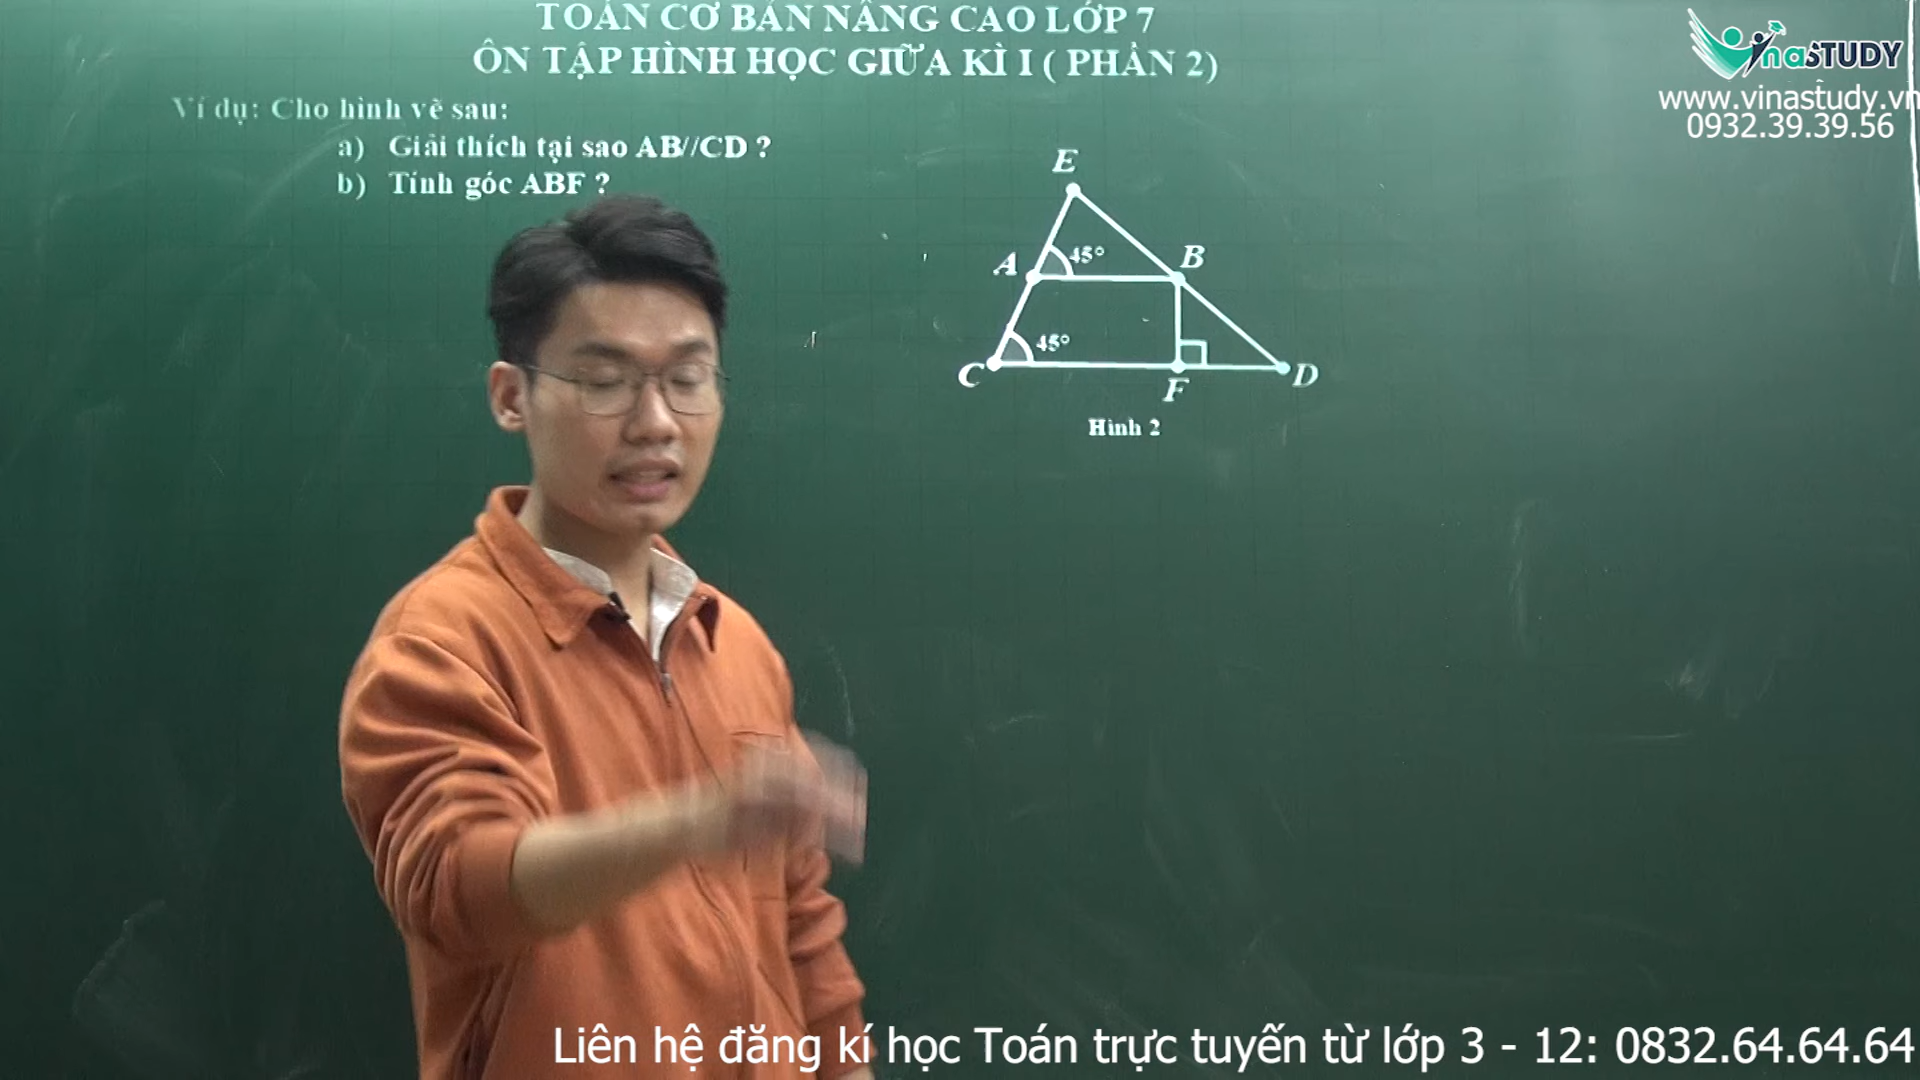 TOÁN CƠ BẢN NÂNG CAO LỚP 7
ÔN TẬP HÌNH HỌC GIỮA KÌ I ( PHẦN 2)
Ví dụ: Cho hình vẽ sau:
a) Giải thích tại sao AB//CD ?
b) Tính góc ABF ?
VinaSTUDY
www.vinastudy.vn
0932.39.39.56
E
A 45° B
C 45° F D
Hình 2
Liên hệ đăng kí học Toán trực tuyến từ lớp 3 - 12: 0832.64.64.64